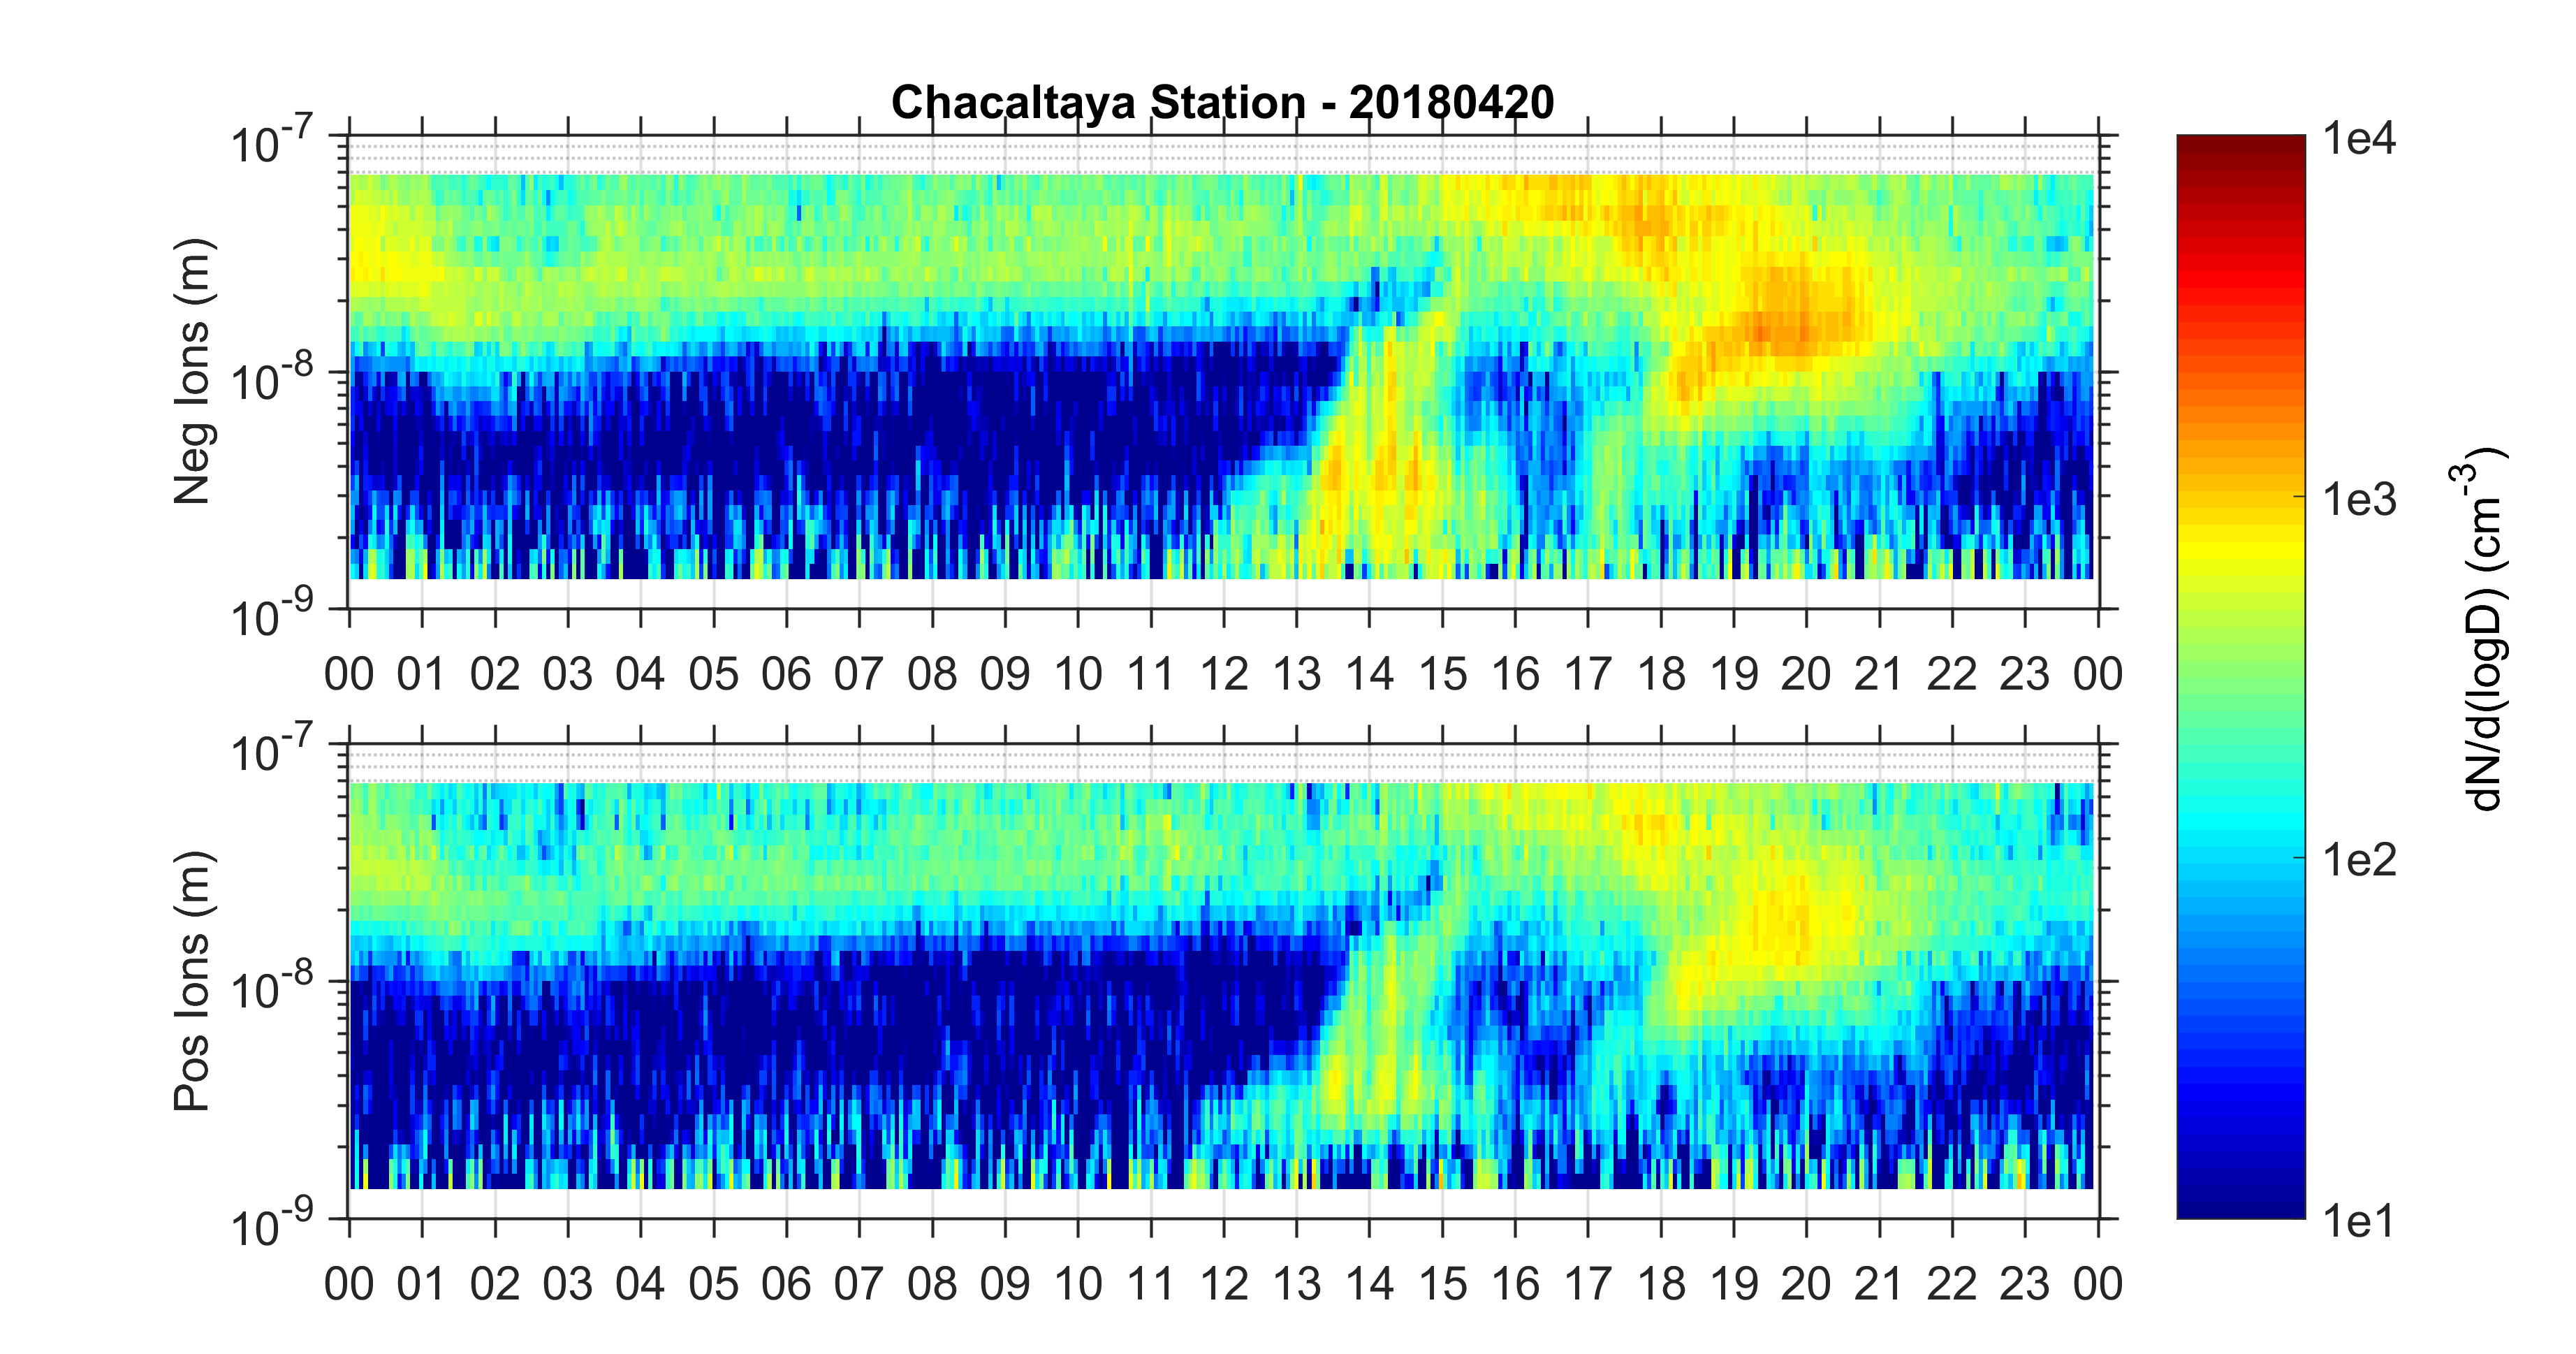 Chacaltaya Station - 20180420
10^-7
10^-8
10^-9
Neg Ions (m)
00 01 02 03 04 05 06 07 08 09 10 11 12 13 14 15 16 17 18 19 20 21 22 23 00
10^-7
10^-8
10^-9
Pos Ions (m)
00 01 02 03 04 05 06 07 08 09 10 11 12 13 14 15 16 17 18 19 20 21 22 23 00
1e4
1e3
1e2
1e1
dN/d(logD) (cm^-3)